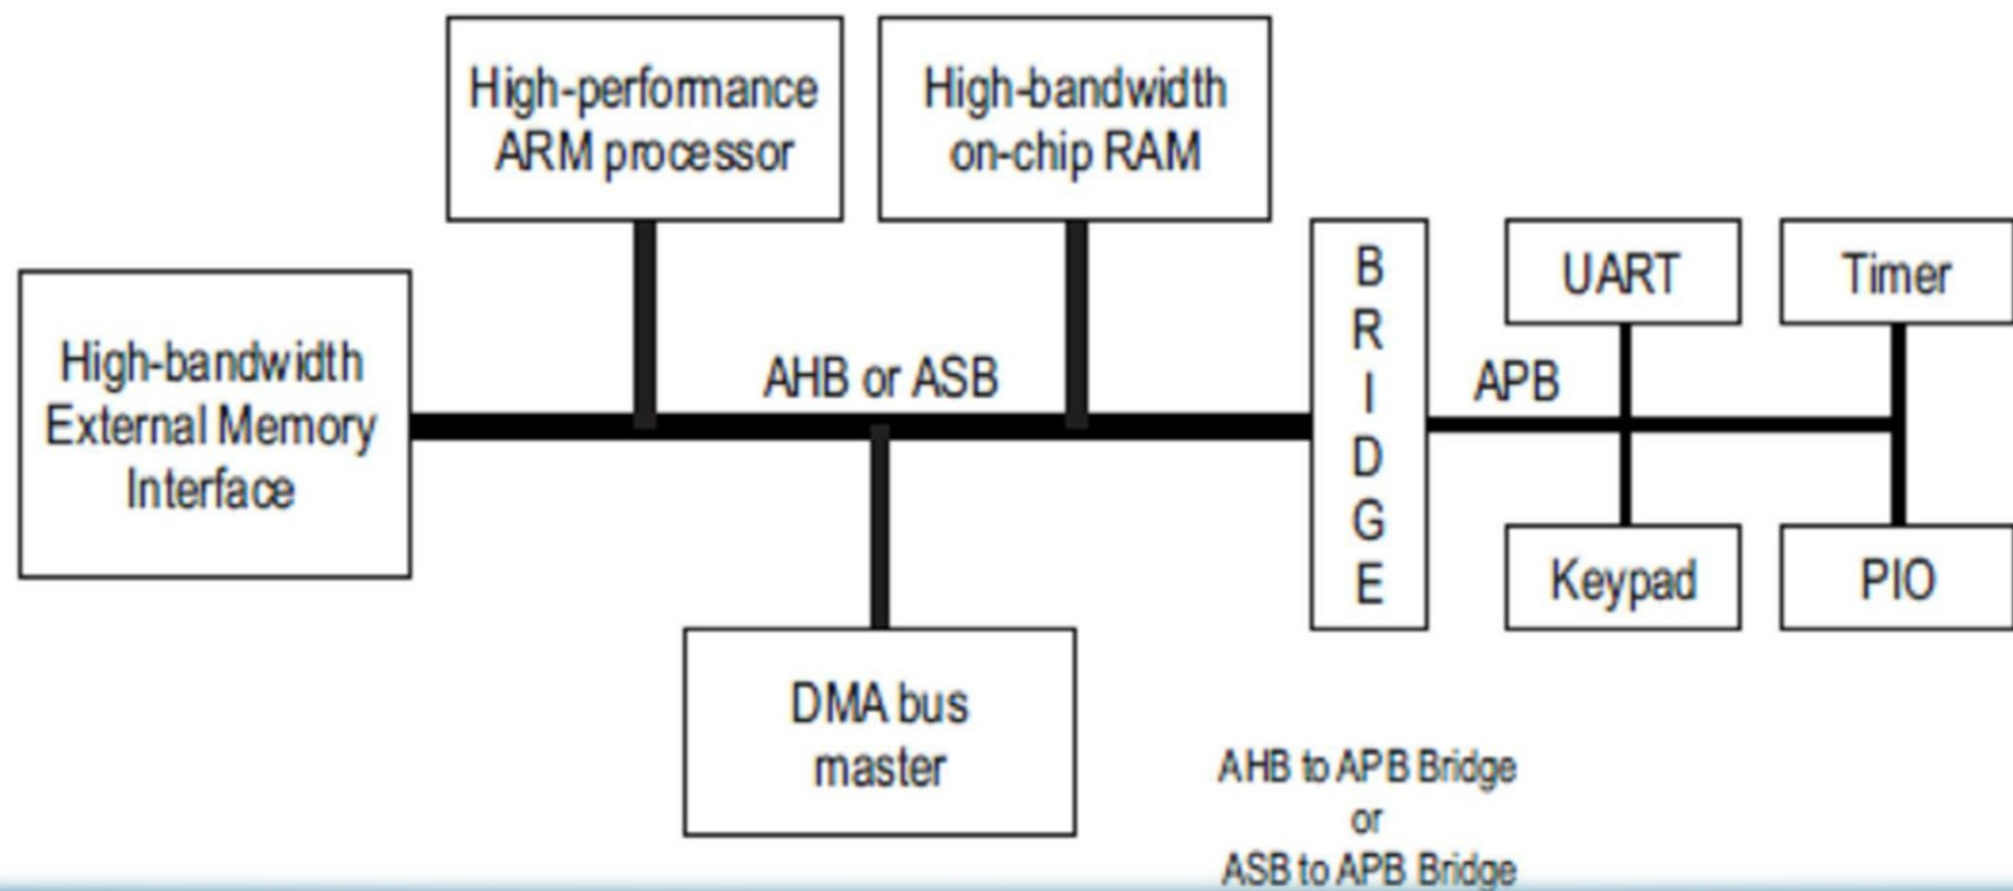 High-performance
ARM processor
High-bandwidth
on-chip RAM
High-bandwidth
External Memory
Interface
AHB or ASB
B
R
I
D
G
E
APB
UART
Timer
Keypad
PIO
DMA bus
master
AHB to APB Bridge
or
ASB to APB Bridge